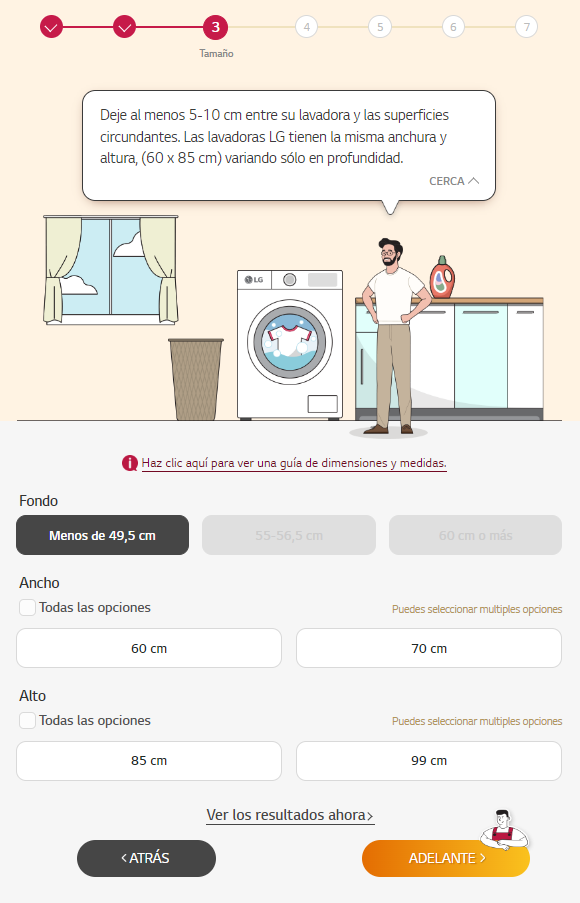 3
4
5
6
7
Tamaño
Deje al menos 5-10 cm entre su lavadora y las superficies
circundantes. Las lavadoras LG tienen la misma anchura y
altura, (60 x 85 cm) variando sólo en profundidad.
CERCA
LG
Haz clic aquí para ver una guía de dimensiones y medidas.
Fondo
Menos de 49,5 cm
55-56,5 cm
60 cm o más
Ancho
Todas las opciones
Puedes seleccionar multiples opciones
60 cm
70 cm
Alto
Todas las opciones
Puedes seleccionar multiples opciones
85 cm
99 cm
Ver los resultados ahora>
< ATRÁS
ADELANTE >